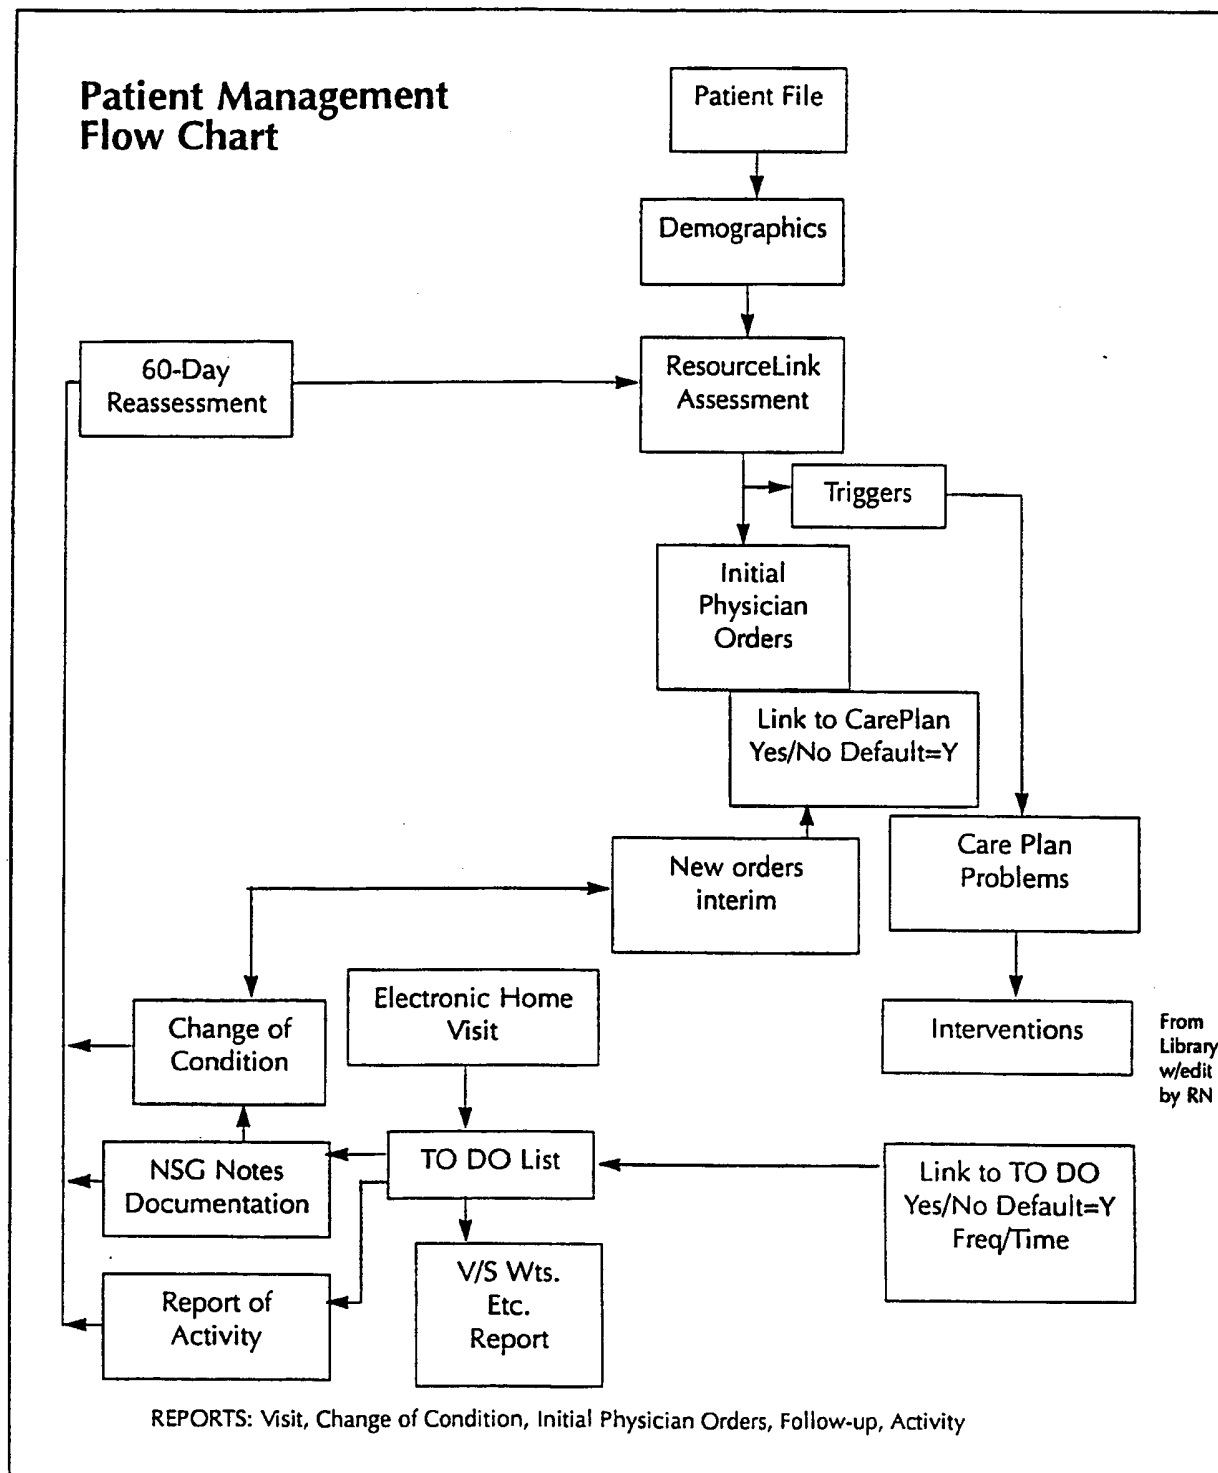 Patient Management
Flow Chart
Patient File
Demographics
60-Day
Reassessment
ResourceLink
Assessment
Triggers
Initial
Physician
Orders
Link to CarePlan
Yes/No Default=Y
New orders
interim
Care Plan
Problems
Electronic Home
Visit
Change of
Condition
Interventions
From
Library
w/edit
by RN
TO DO List
NSG Notes
Documentation
Link to TO DO
Yes/No Default=Y
Freq/Time
V/S Wts.
Etc.
Report
Report of
Activity
REPORTS: Visit, Change of Condition, Initial Physician Orders, Follow-up, Activity